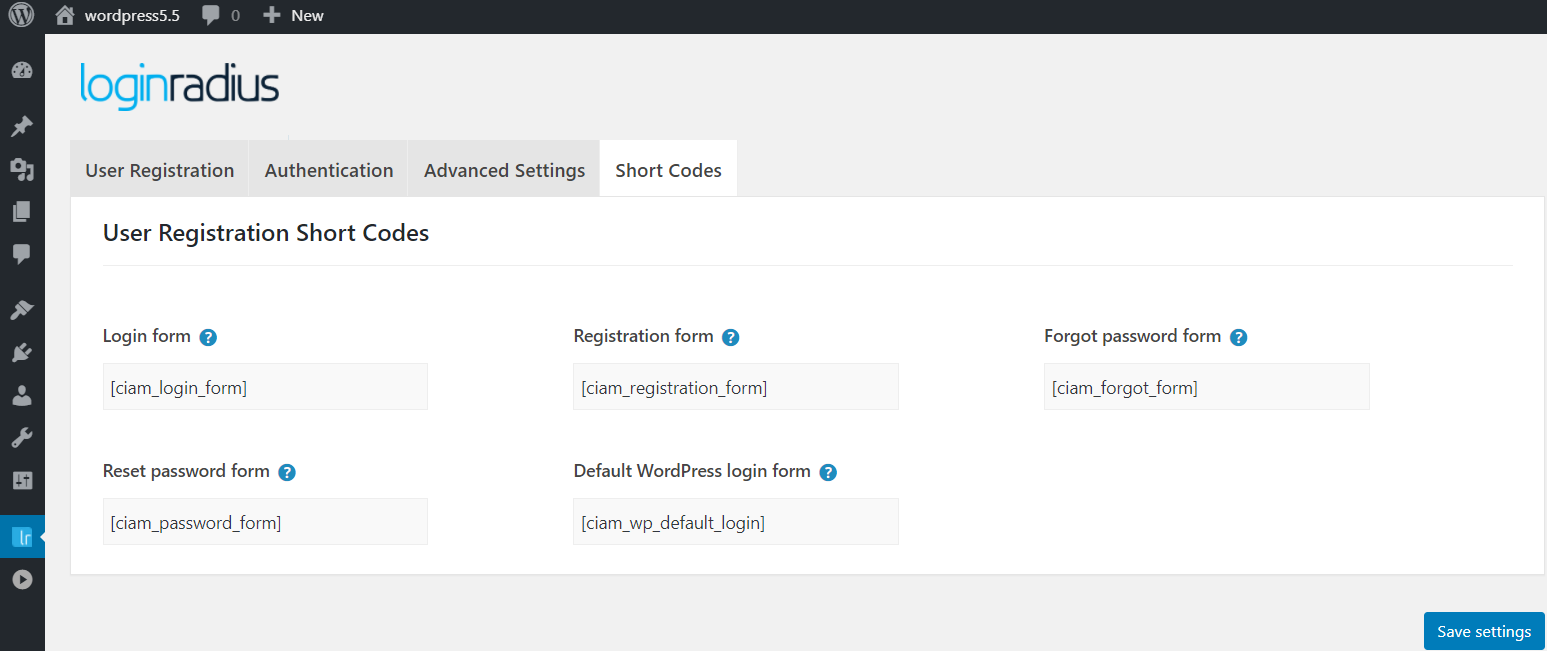 wordpress5.5 0 New
loginradius
User Registration Authentication Advanced Settings Short Codes
User Registration Short Codes
Login form ? Registration form ? Forgot password form ?
[ciam_login_form] [ciam_registration_form] [ciam_forgot_form]
Reset password form ? Default WordPress login form ?
[ciam_password_form] [ciam_wp_default_login]
lr
Save settings